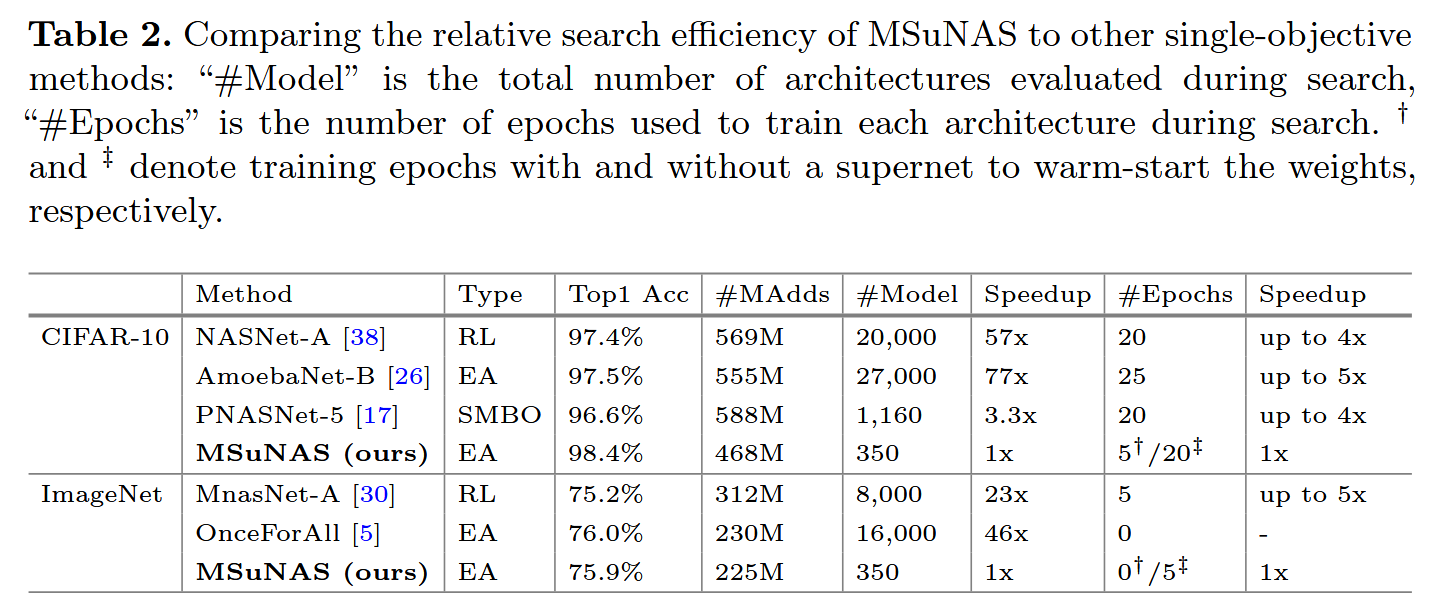 Table 2. Comparing the relative search efficiency of MSuNAS to other single-objective
methods: “#Model” is the total number of architectures evaluated during search,
“#Epochs” is the number of epochs used to train each architecture during search. †
and ‡ denote training epochs with and without a supernet to warm-start the weights,
respectively.
Method Type Top1 Acc #MAdds #Model Speedup #Epochs Speedup
CIFAR-10 NASNet-A [38] RL 97.4% 569M 20,000 57x 20 up to 4x
AmoebaNet-B [26] EA 97.5% 555M 27,000 77x 25 up to 5x
PNASNet-5 [17] SMBO 96.6% 588M 1,160 3.3x 20 up to 4x
MSuNAS (ours) EA 98.4% 468M 350 1x 5†/20‡ 1x
ImageNet MnasNet-A [30] RL 75.2% 312M 8,000 23x 5 up to 5x
OnceForAll [5] EA 76.0% 230M 16,000 46x 0 -
MSuNAS (ours) EA 75.9% 225M 350 1x 0†/5‡ 1x